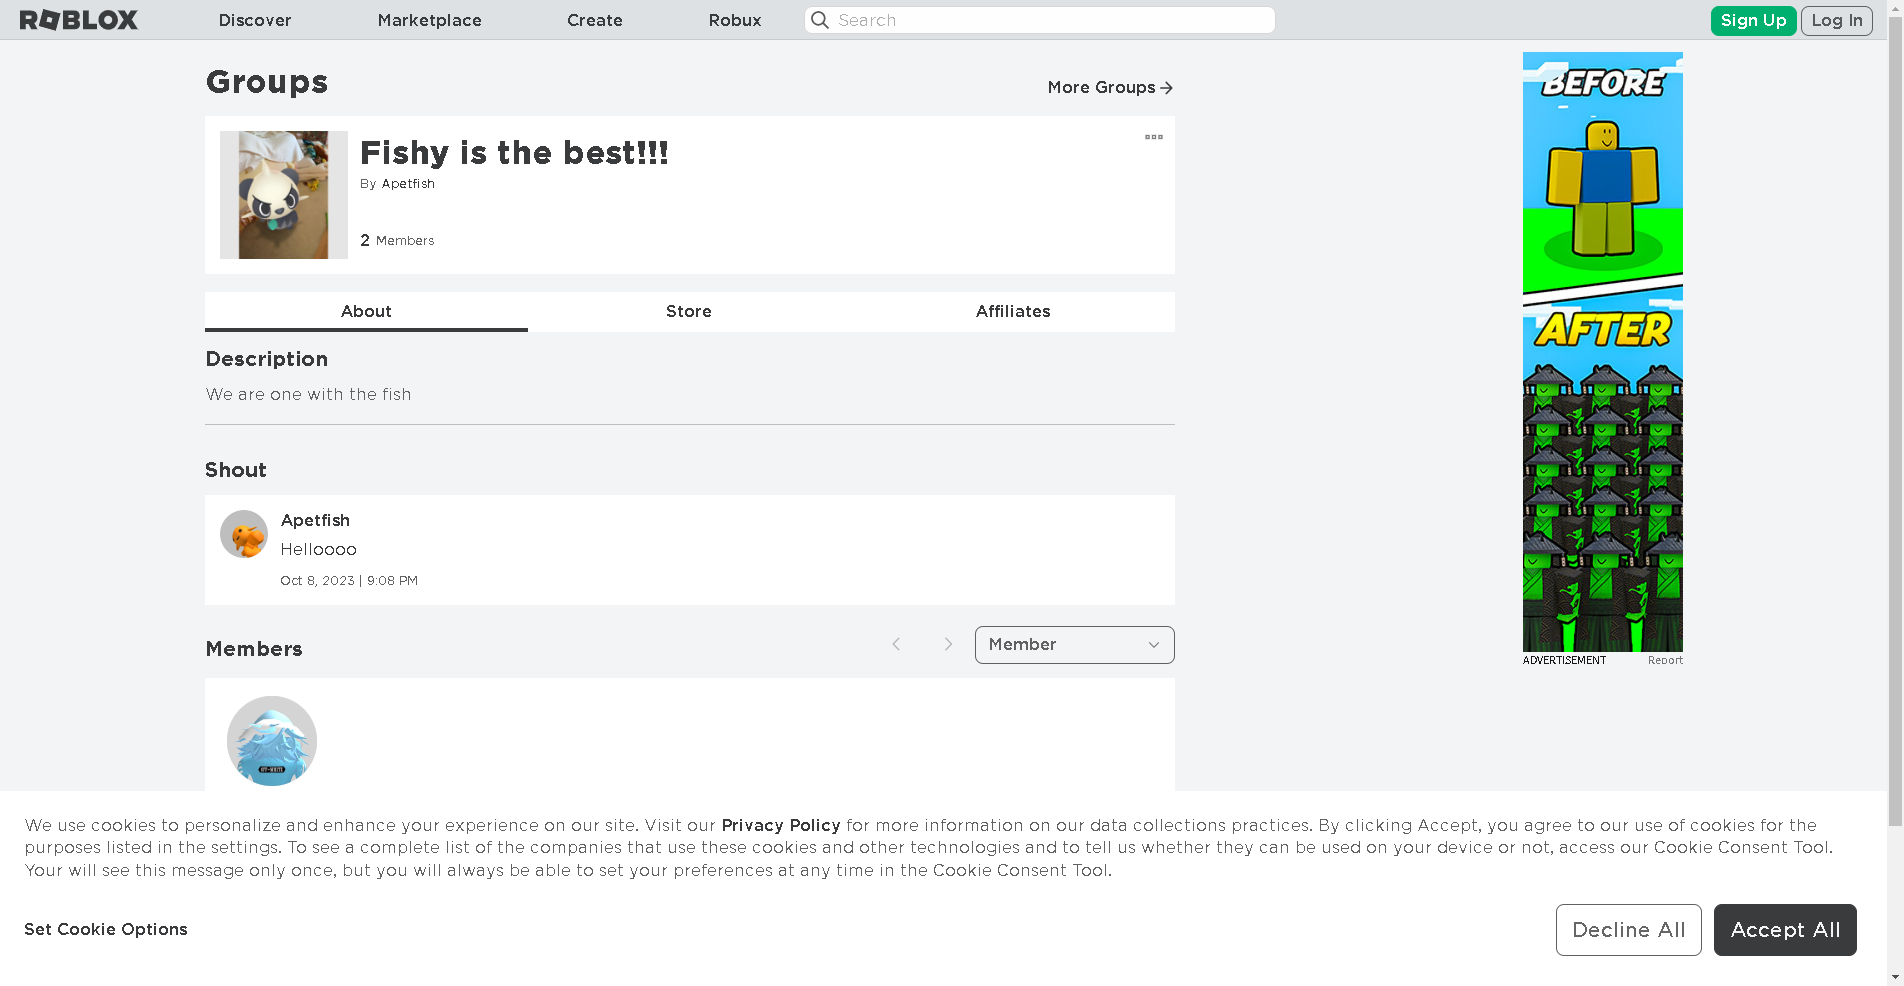 ROBLOX
Discover
Marketplace
Create
Robux
Search
Sign Up
Log In
Groups
More Groups
Fishy is the best!!!
By Apetfish
2 Members
About
Store
Affiliates
Description
We are one with the fish
Shout
Apetfish
Helloooo
Oct 8, 2023 | 9:08 PM
Members
Member
OFF-WHITE
BEFORE
AFTER
ADVERTISEMENT
Report
We use cookies to personalize and enhance your experience on our site. Visit our Privacy Policy for more information on our data collections practices. By clicking Accept, you agree to our use of cookies for the
purposes listed in the settings. To see a complete list of the companies that use these cookies and other technologies and to tell us whether they can be used on your device or not, access our Cookie Consent Tool.
Your will see this message only once, but you will always be able to set your preferences at any time in the Cookie Consent Tool.
Set Cookie Options
Decline All
Accept All